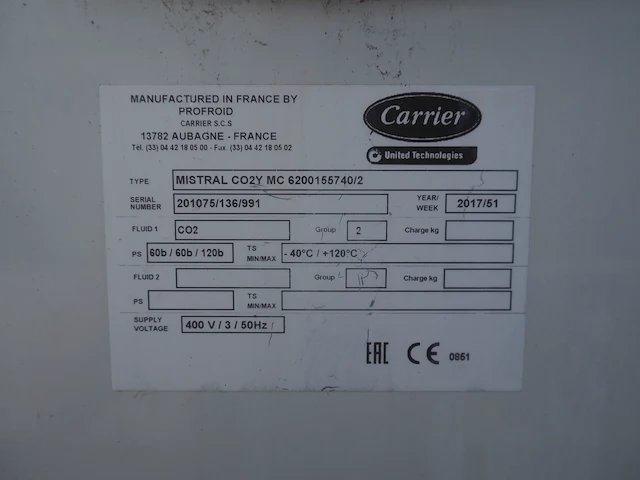 MANUFACTURED IN FRANCE BY
PROFROID
CARRIER S.C.S
13782 AUBAGNE - FRANCE
Tél. (33) 04 42 18 05 00 - Fax. (33) 04 42 18 05 02
Carrier
United Technologies
TYPE MISTRAL CO2Y MC 6200155740/2
SERIAL NUMBER 201075/136/991 YEAR/ WEEK 2017/51
FLUID 1 CO2 Group 2 Charge kg
PS 60b / 60b / 120b TS MIN/MAX - 40°C / +120°C
FLUID 2 Group Charge kg
PS TS MIN/MAX
SUPPLY VOLTAGE 400 V / 3 / 50Hz
EAC CE 0851